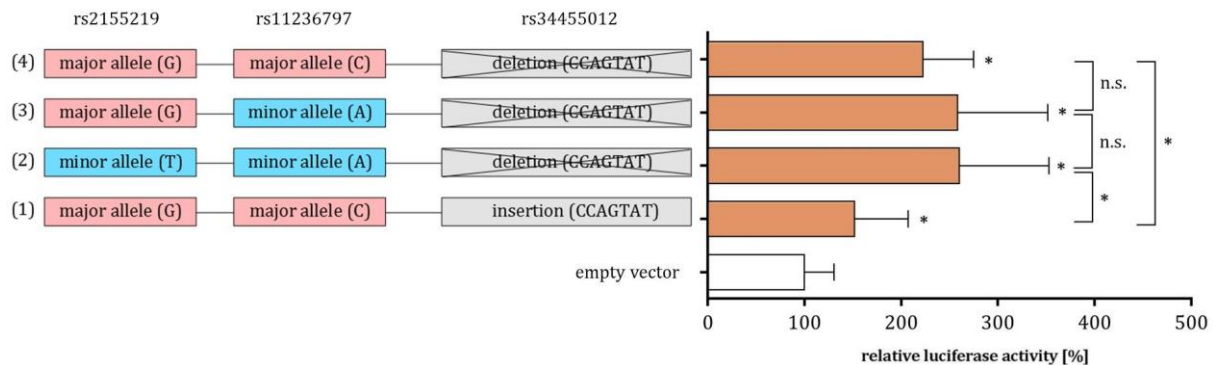 rs2155219 rs11236797 rs34455012
(4) major allele (G) major allele (C) deletion (CCAGTAT) *
n.s.
(3) major allele (G) minor allele (A) deletion (CCAGTAT) *
n.s. *
(2) minor allele (T) minor allele (A) deletion (CCAGTAT) *
*
(1) major allele (G) major allele (C) insertion (CCAGTAT) *
empty vector
0 100 200 300 400 500
relative luciferase activity [%]